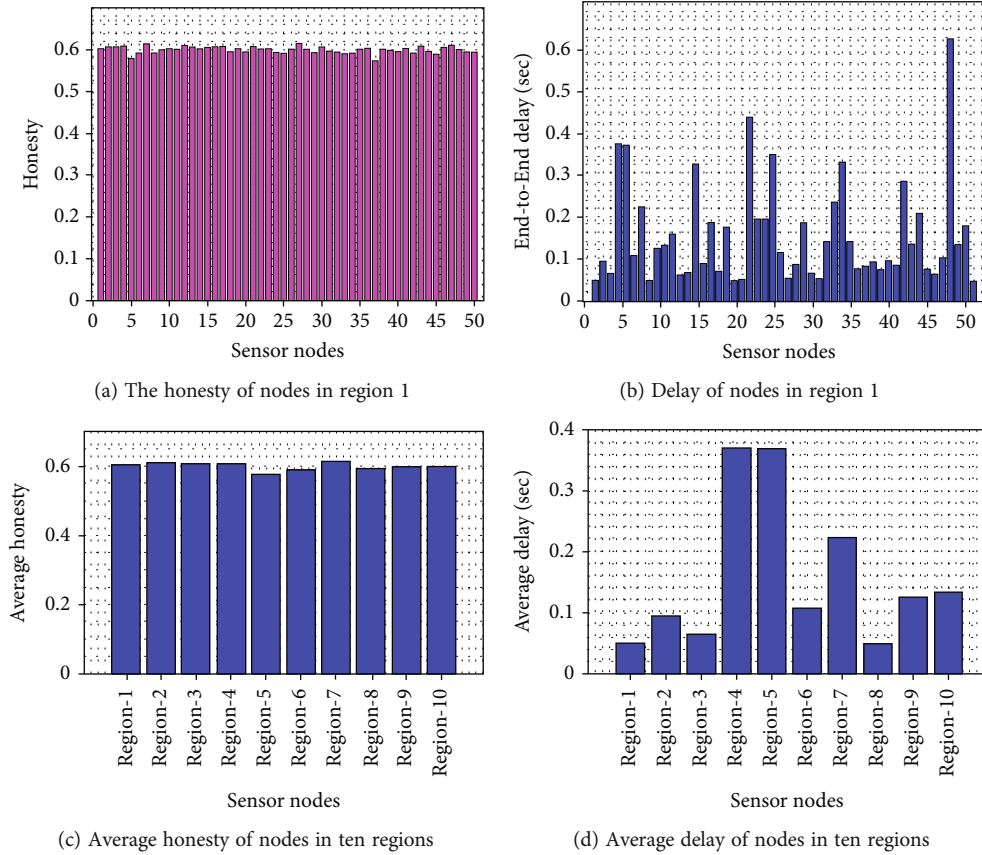 Honesty
0.6
0.5
0.4
0.3
0.2
0.1
0
0 5 10 15 20 25 30 35 40 45 50
Sensor nodes
(a) The honesty of nodes in region 1
End-to-End delay (sec)
0.7
0.6
0.5
0.4
0.3
0.2
0.1
0
0 5 10 15 20 25 30 35 40 45 50
Sensor nodes
(b) Delay of nodes in region 1
Average honesty
0.6
0.4
0.2
0
Region-1
Region-2
Region-3
Region-4
Region-5
Region-6
Region-7
Region-8
Region-9
Region-10
Sensor nodes
(c) Average honesty of nodes in ten regions
Average delay (sec)
0.4
0.3
0.2
0.1
0
Region-1
Region-2
Region-3
Region-4
Region-5
Region-6
Region-7
Region-8
Region-9
Region-10
Sensor nodes
(d) Average delay of nodes in ten regions